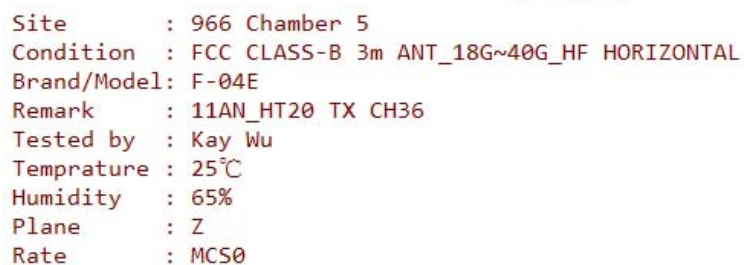 Site      : 966 Chamber 5
Condition : FCC CLASS-B 3m ANT_18G~40G_HF HORIZONTAL
Brand/Model: F-04E
Remark    : 11AN_HT20 TX CH36
Tested by : Kay Wu
Temprature : 25℃
Humidity  : 65%
Plane     : Z
Rate      : MCS0